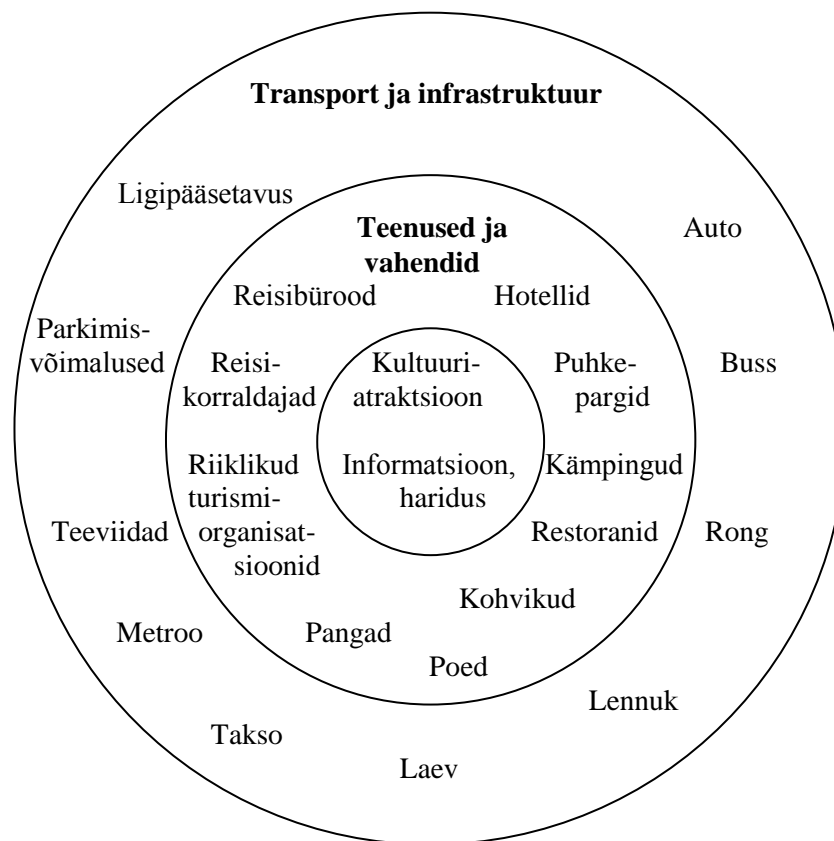 Transport ja infrastruktuur
Ligipääsetavus
Auto
Teenused ja
vahendid
Reisibürood
Hotellid
Parkimis-
võimalused
Reisi-
korraldajad
Kultuuri-
atraktsioon
Puhke-
pargid
Buss
Riiklikud
turismi-
organisat-
sioonid
Informatsioon,
haridus
Kämpingud
Teeviidad
Restoranid
Rong
Kohvikud
Metroo
Pangad
Poed
Lennuk
Takso
Laev